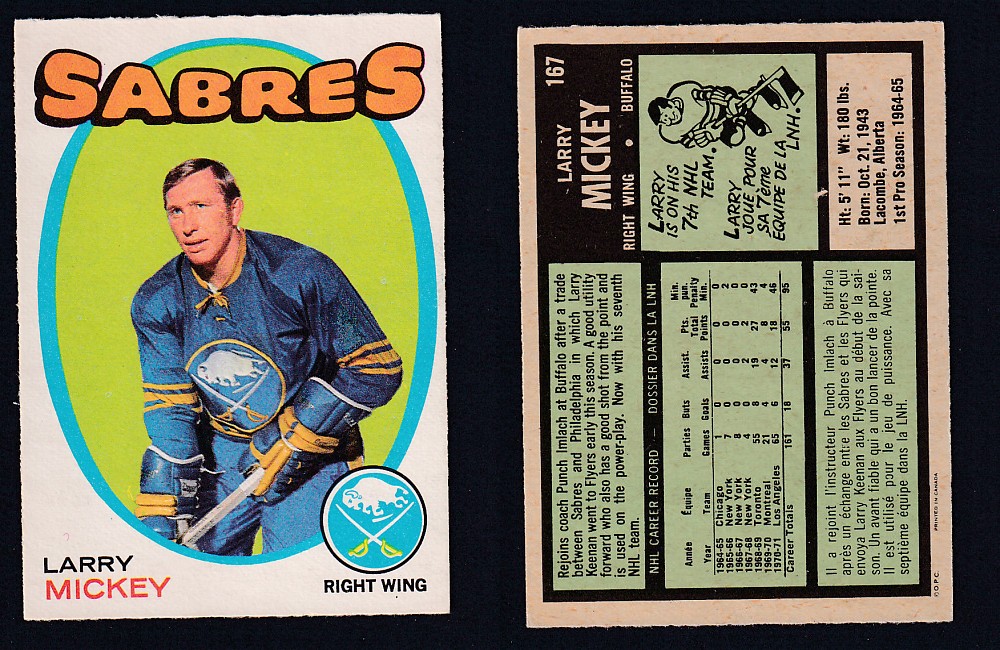 SABRES
LARRY
MICKEY
RIGHT WING
167
LARRY
MICKEY
RIGHT WING • BUFFALO
LARRY
IS ON HIS
7th NHL
TEAM.
LARRY
JOUE POUR
SA 7ième
ÉQUIPE DE LA
LNH.
Ht: 5' 11" Wt: 180 lbs.
Born: Oct. 21, 1943
Lacombe, Alberta
1st Pro Season: 1964-65
Rejoins coach Punch Imlach at Buffalo after a trade
between Sabres and Philadelphia in which Larry
Keenan went to Flyers early this season. A good utility
forward who also has a good shot from the point and
is used on the power-play. Now with his seventh
NHL team.
NHL CAREER RECORD — DOSSIER DANS LA LNH
Année Équipe Parties Buts Assist. Pts. Min. pun.
Year Team Games Goals Assists Total Points Penalty Min.
1964-65 Chicago 1 0 0 0 0
1965-66 New York 7 0 0 0 2
1966-67 New York 8 0 0 0 0
1967-68 New York 4 0 2 2 0
1968-69 Toronto 55 8 19 27 43
1969-70 Montreal 21 4 4 8 4
1970-71 Los Angeles 65 6 12 18 46
Career Totals 161 18 37 55 95
Il a rejoint l'instructeur Punch Imlach à Buffalo
après un échange entre les Sabres et les Flyers qui
envoya Larry Keenan aux Flyers au début de la sai-
son. Un avant fiable qui a un bon lancer de la pointe.
Il est utilisé pour le jeu de puissance. Avec sa
septième équipe dans la LNH.
© O.P.C. PRINTED IN CANADA